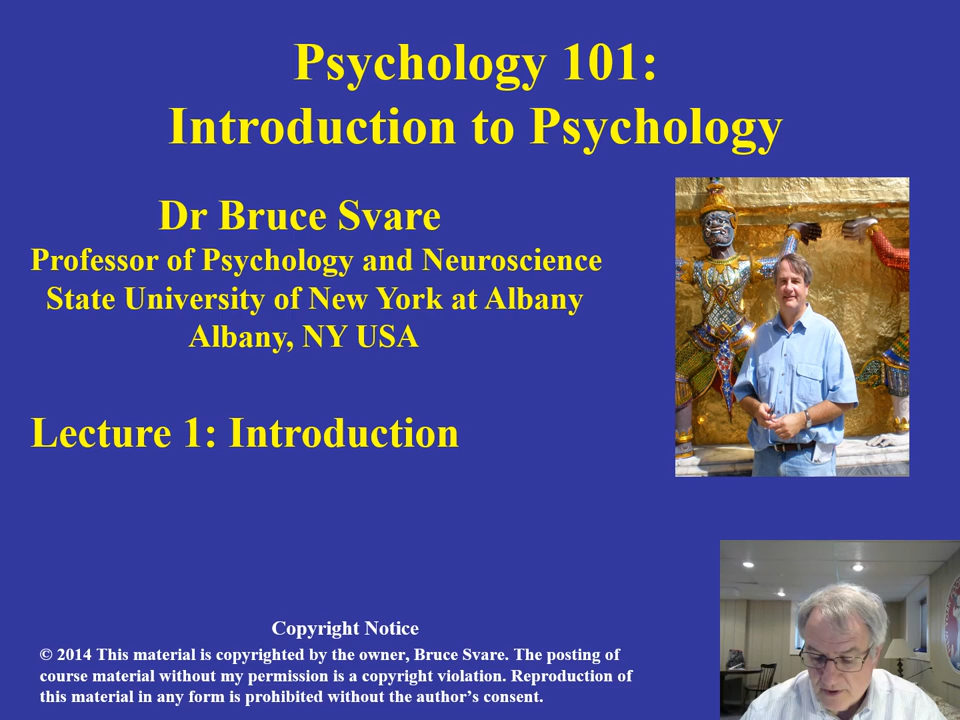 Psychology 101:
Introduction to Psychology
Dr Bruce Svare
Professor of Psychology and Neuroscience
State University of New York at Albany
Albany, NY USA
Lecture 1: Introduction
Copyright Notice
© 2014 This material is copyrighted by the owner, Bruce Svare. The posting of
course material without my permission is a copyright violation. Reproduction of
this material in any form is prohibited without the author’s consent.